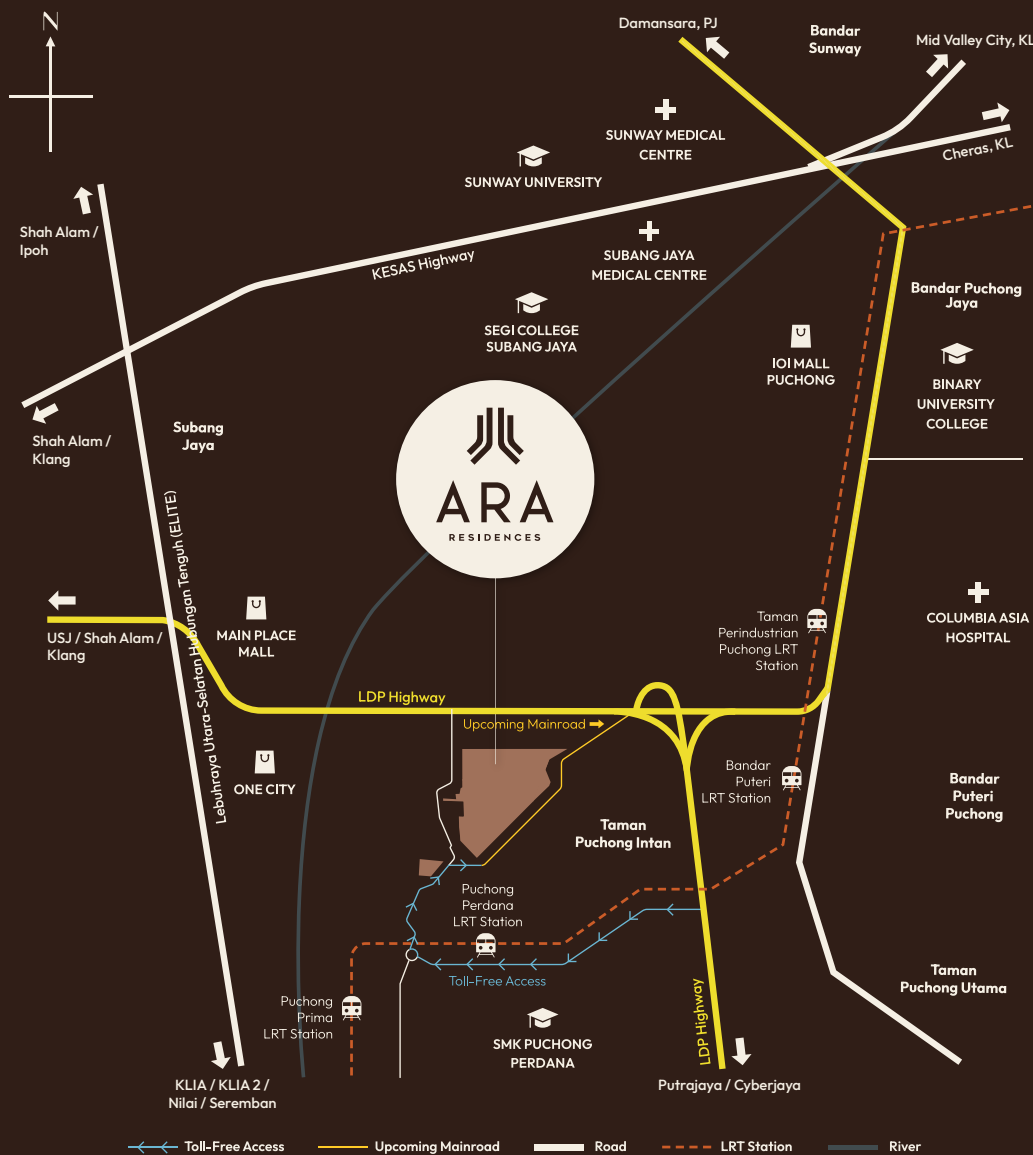 N
Damansara, PJ
Bandar
Sunway
Mid Valley City, KL
SUNWAY MEDICAL
CENTRE
Cheras, KL
SUNWAY UNIVERSITY
Shah Alam /
Ipoh
KESAS Highway
SUBANG JAYA
MEDICAL CENTRE
Bandar Puchong
Jaya
SEGI COLLEGE
SUBANG JAYA
IOI MALL
PUCHONG
BINARY
UNIVERSITY
COLLEGE
Shah Alam /
Klang
Subang
Jaya
ARA
RESIDENCES
Lebuhraya Utara-Selatan Hubungan Tenguh (ELITE)
USJ / Shah Alam /
Klang
MAIN PLACE
MALL
Taman
Perindustrian
Puchong LRT
Station
COLUMBIA ASIA
HOSPITAL
LDP Highway
Upcoming Mainroad
ONE CITY
Bandar
Puteri
LRT Station
Bandar
Puteri
Puchong
Taman
Puchong Intan
Puchong
Perdana
LRT Station
Toll-Free Access
Taman
Puchong Utama
Puchong
Prima
LRT Station
SMK PUCHONG
PERDANA
LDP Highway
KLIA / KLIA 2 /
Nilai / Seremban
Putrajaya / Cyberjaya
Toll-Free Access
Upcoming Mainroad
Road
LRT Station
River